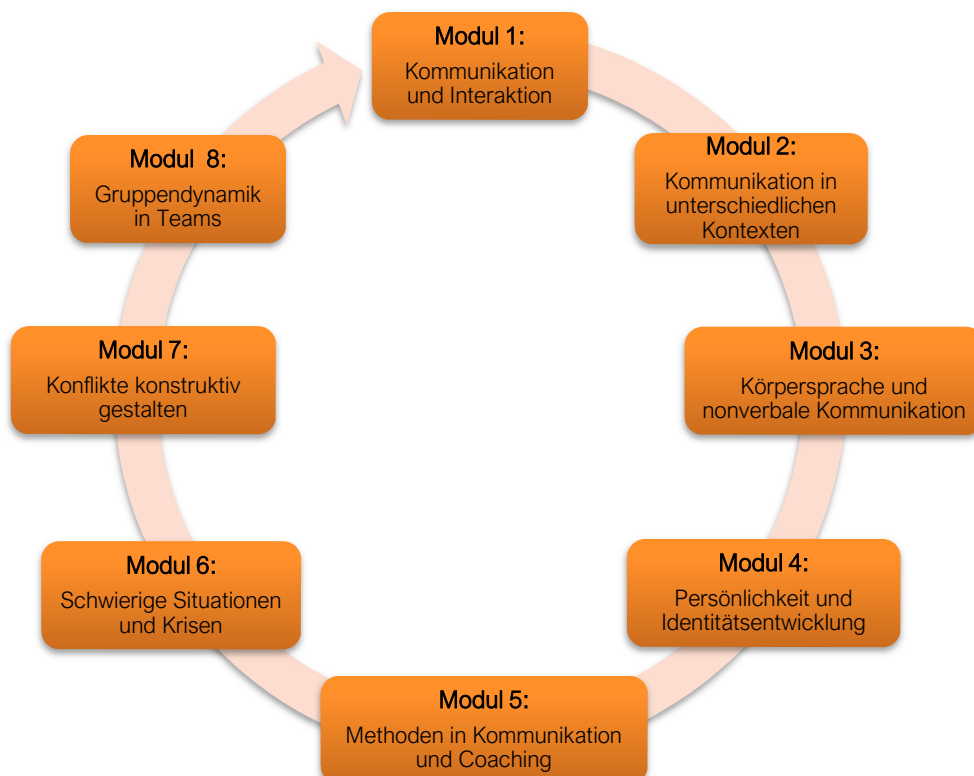 Modul 1:
Kommunikation
und Interaktion
Modul 2:
Kommunikation in
unterschiedlichen
Kontexten
Modul 3:
Körpersprache und
nonverbale Kommunikation
Modul 4:
Persönlichkeit und
Identitätsentwicklung
Modul 5:
Methoden in Kommunikation
und Coaching
Modul 6:
Schwierige Situationen
und Krisen
Modul 7:
Konflikte konstruktiv
gestalten
Modul 8:
Gruppendynamik
in Teams